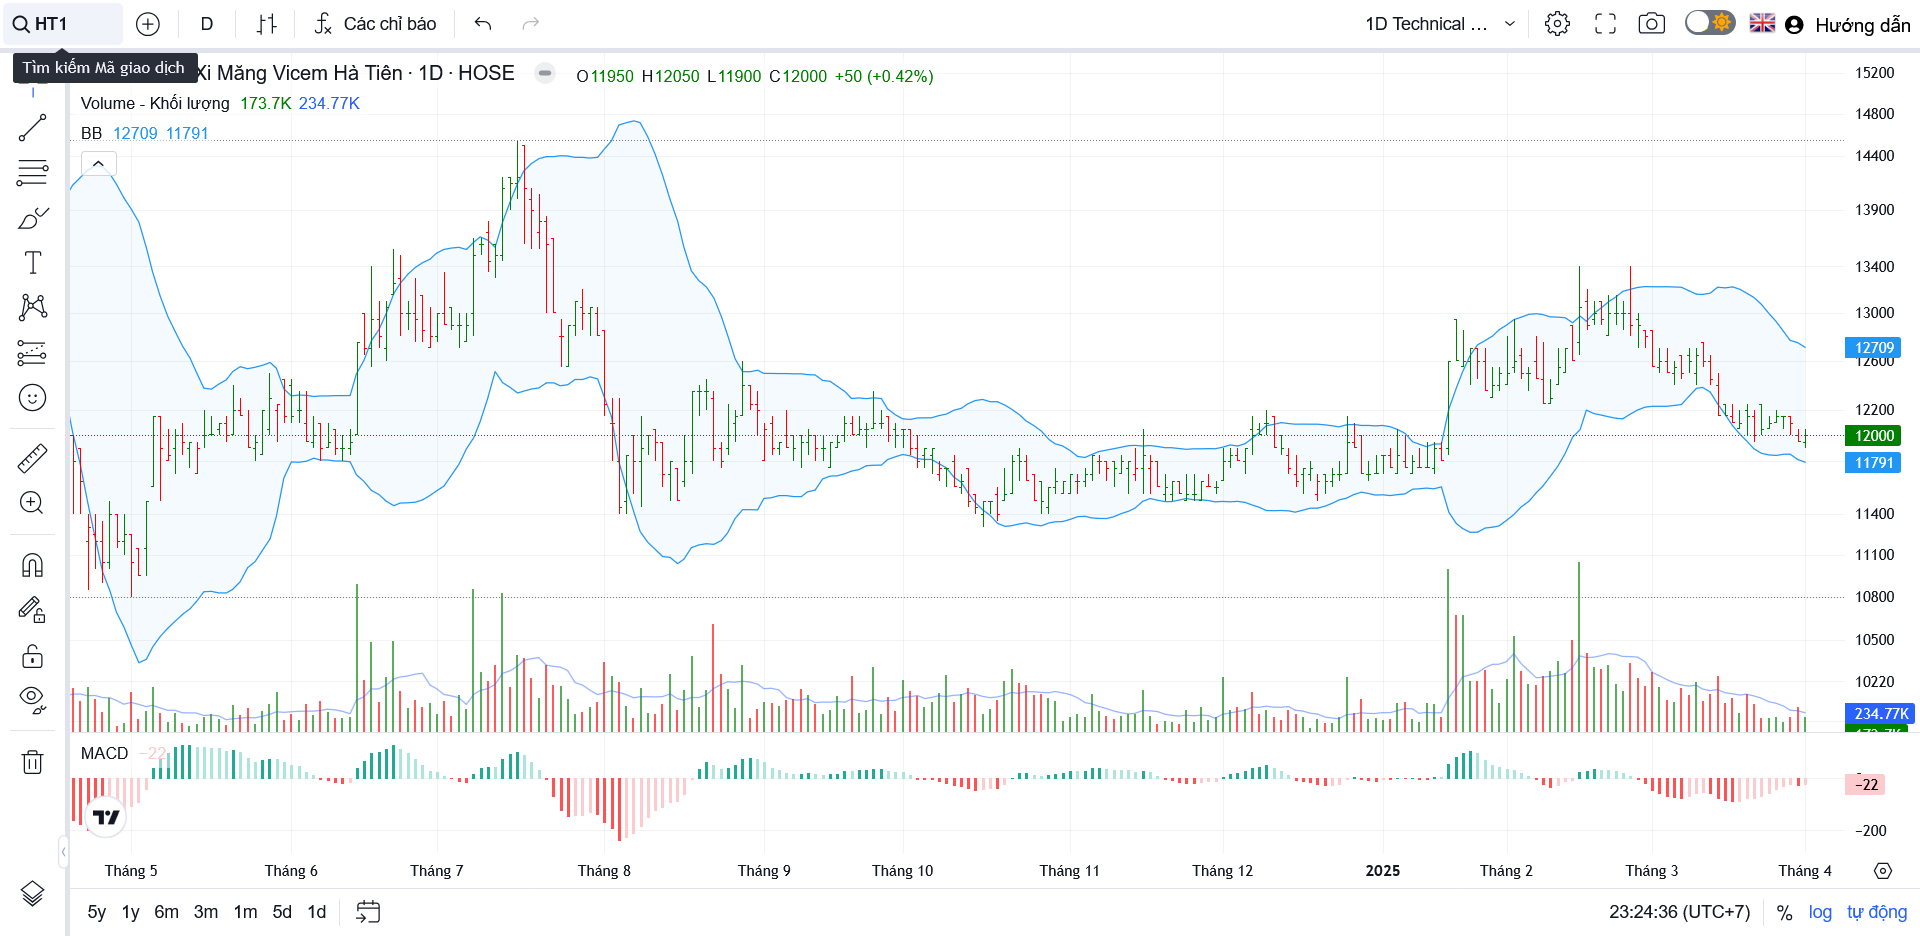 HT1
D
Các chỉ báo
1D Technical ...
Hướng dẫn
Tìm kiếm Mã giao dịch
Xi Măng Vicem Hà Tiên · 1D · HOSE
O11950 H12050 L11900 C12000 +50 (+0.42%)
Volume - Khối lượng 173.7K 234.77K
BB 12709 11791
15200
14800
14400
13900
13400
13000
12709
12600
12200
12000
11791
11400
11100
10800
10500
10220
234.77K
MACD −22
−22
−200
Tháng 5 Tháng 6 Tháng 7 Tháng 8 Tháng 9 Tháng 10 Tháng 11 Tháng 12 2025 Tháng 2 Tháng 3 Tháng 4
5y 1y 6m 3m 1m 5d 1d
23:24:36 (UTC+7) % log tự động